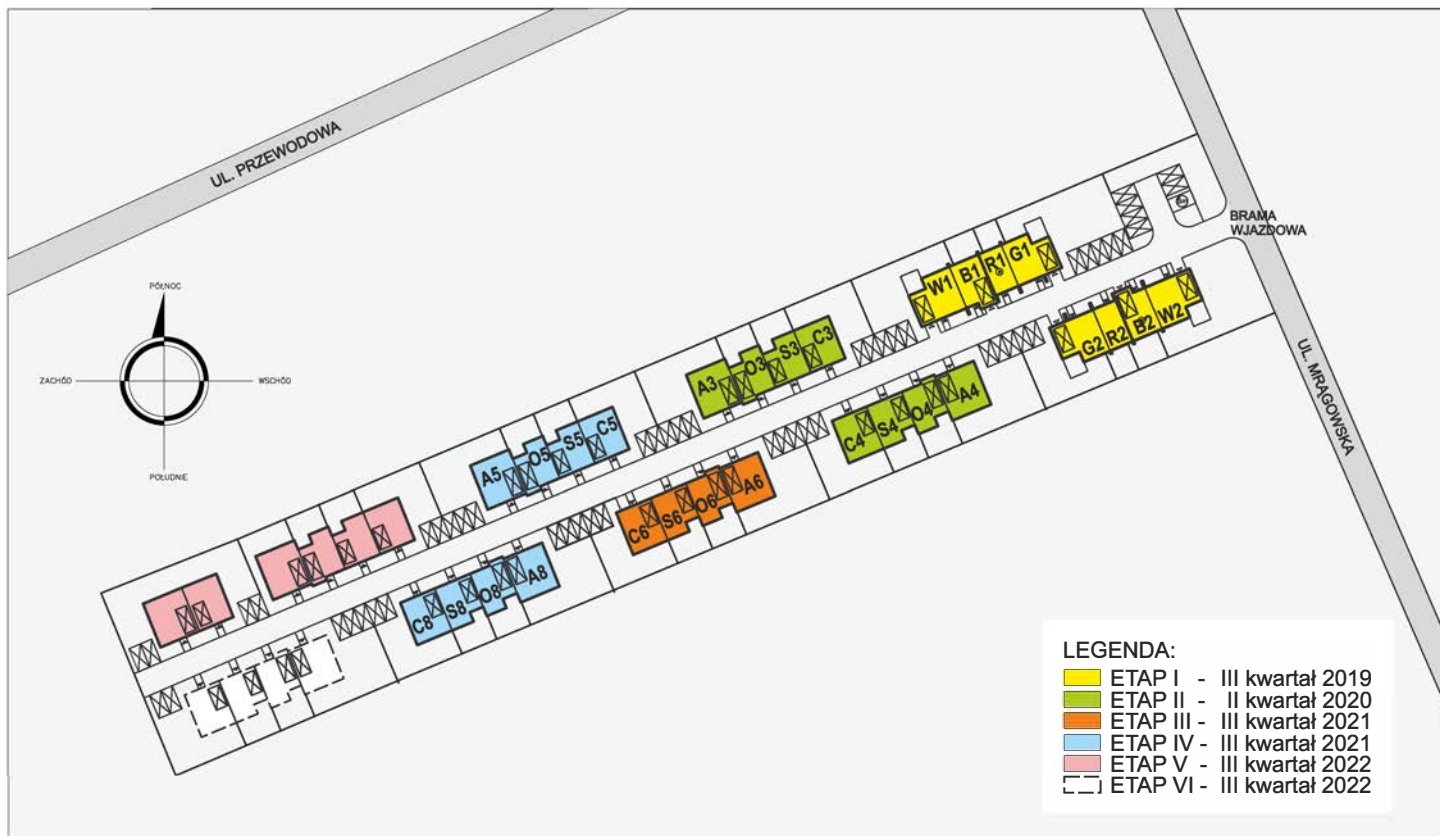 UL. PRZEWODOWA
BRAMA
WJAZDOWA
UL. MRĄGOWSKA
PÓŁNOC
ZACHÓD
WSCHÓD
POŁUDNIE
W1
B1
R1
G1
G2
R2
B2
W2
A3
O3
S3
C3
C4
S4
O4
A4
A5
O5
S5
C5
C6
S6
O6
A6
C8
S8
O8
A8
LEGENDA:
ETAP I - III kwartał 2019
ETAP II - II kwartał 2020
ETAP III - III kwartał 2021
ETAP IV - III kwartał 2021
ETAP V - III kwartał 2022
ETAP VI - III kwartał 2022